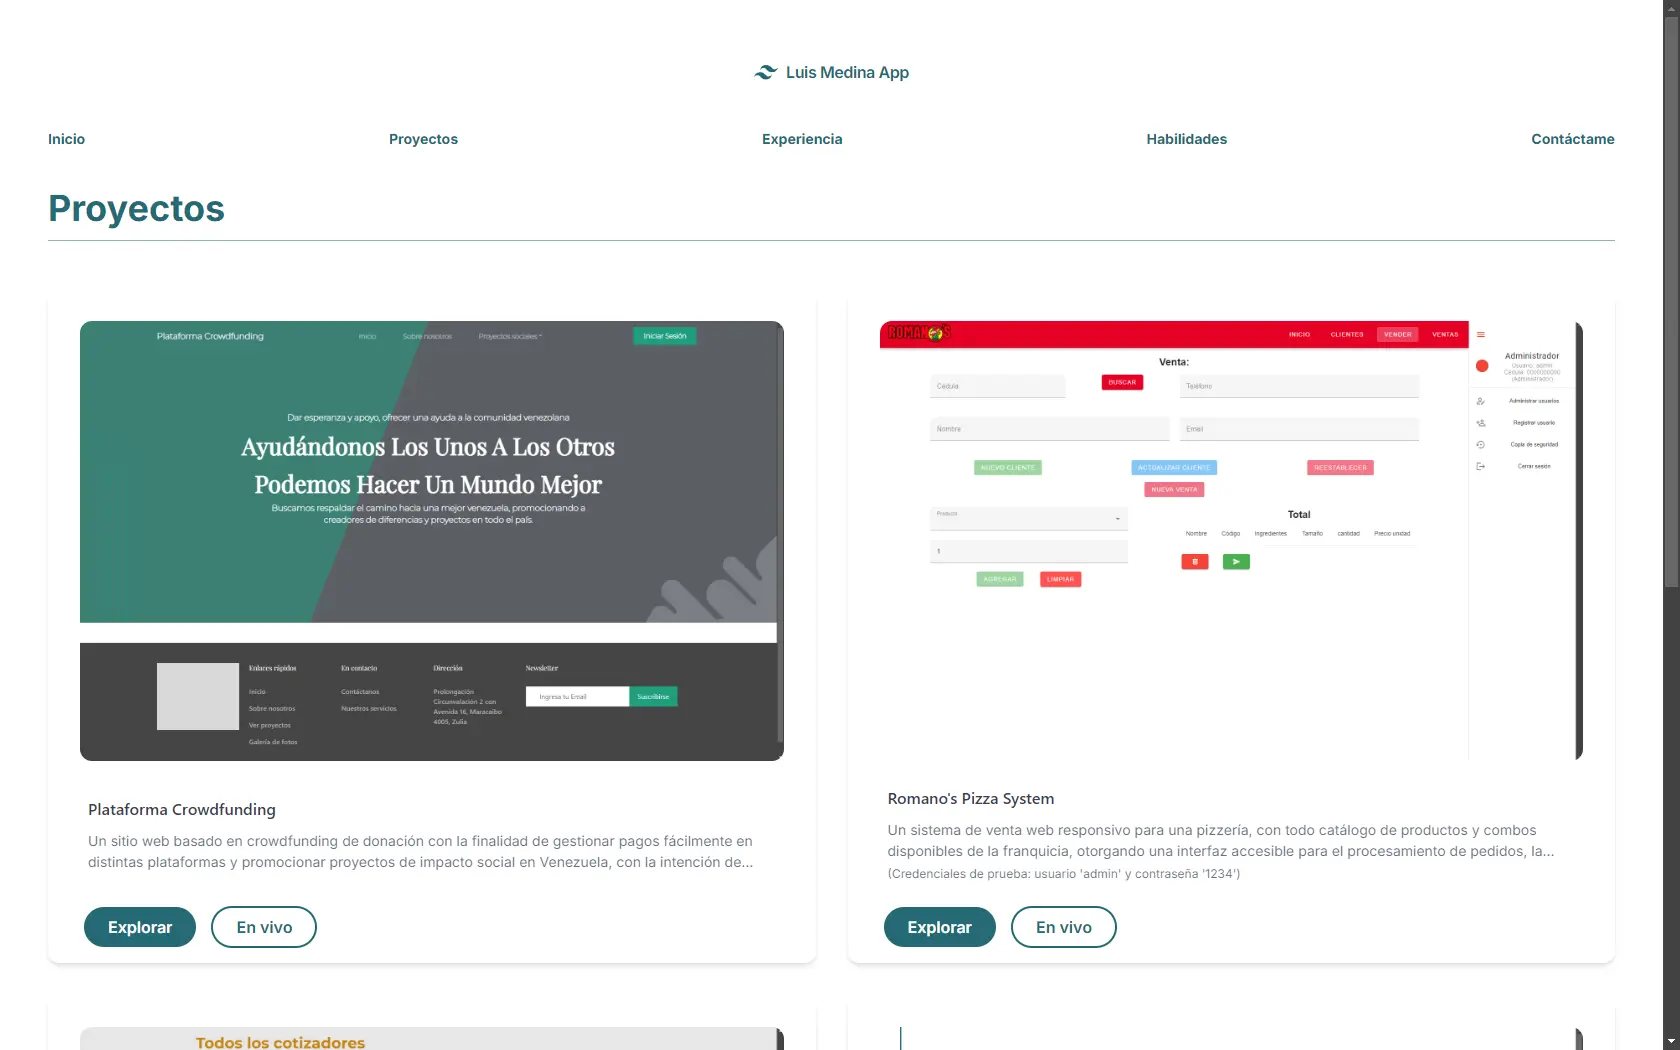 Luis Medina App
Inicio
Proyectos
Experiencia
Habilidades
Contáctame
Proyectos
Plataforma Crowdfunding
Inicio
Sobre nosotros
Proyectos sociales
Iniciar Sesión
Dar esperanza y apoyo, ofrecer una ayuda a la comunidad venezolana
Ayudándonos Los Unos A Los Otros
Podemos Hacer Un Mundo Mejor
Buscamos respaldar el camino hacia una mejor venezuela, promocionando a
creadores de diferencias y proyectos en todo el país.
Enlaces rápidos
Inicio
Sobre nosotros
Ver proyectos
Galería de fotos
En contacto
Contáctanos
Nuestros servicios
Dirección
Prolongación
Circunvalación 2 con
Avenida 16, Maracaibo
4005, Zulia
Newsletter
Ingresa tu Email
Suscribirse
Plataforma Crowdfunding
Un sitio web basado en crowdfunding de donación con la finalidad de gestionar pagos fácilmente en
distintas plataformas y promocionar proyectos de impacto social en Venezuela, con la intención de...
Explorar
En vivo
ROMANO'S
INICIO
CLIENTES
VENDER
VENTAS
Venta:
Cédula
BUSCAR
Teléfono
Nombre
Email
NUEVO CLIENTE
ACTUALIZAR CLIENTE
REESTABLECER
NUEVA VENTA
Producto
1
AGREGAR
LIMPIAR
Total
Nombre
Código
Ingredientes
Tamaño
cantidad
Precio unidad
Administrador
Usuario: admin
Cédula: 0000000000
(Administrador)
Administrar usuarios
Registrar usuario
Copia de seguridad
Cerrar sesión
Romano's Pizza System
Un sistema de venta web responsivo para una pizzería, con todo catálogo de productos y combos
disponibles de la franquicia, otorgando una interfaz accesible para el procesamiento de pedidos, la...
(Credenciales de prueba: usuario 'admin' y contraseña '1234')
Explorar
En vivo
Todos los cotizadores